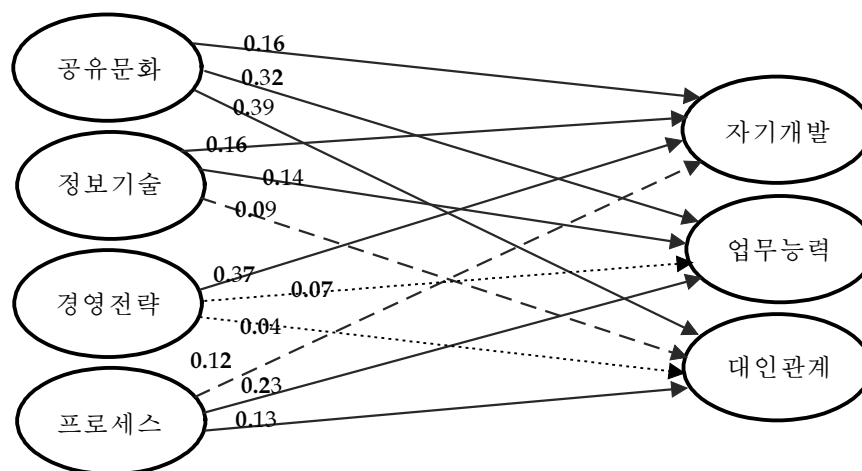 공유문화
0.16
0.32
0.39
자기개발
정보기술
0.16
0.14
0.09
업무능력
경영전략
0.37
0.07
0.04
대인관계
프로세스
0.12
0.23
0.13